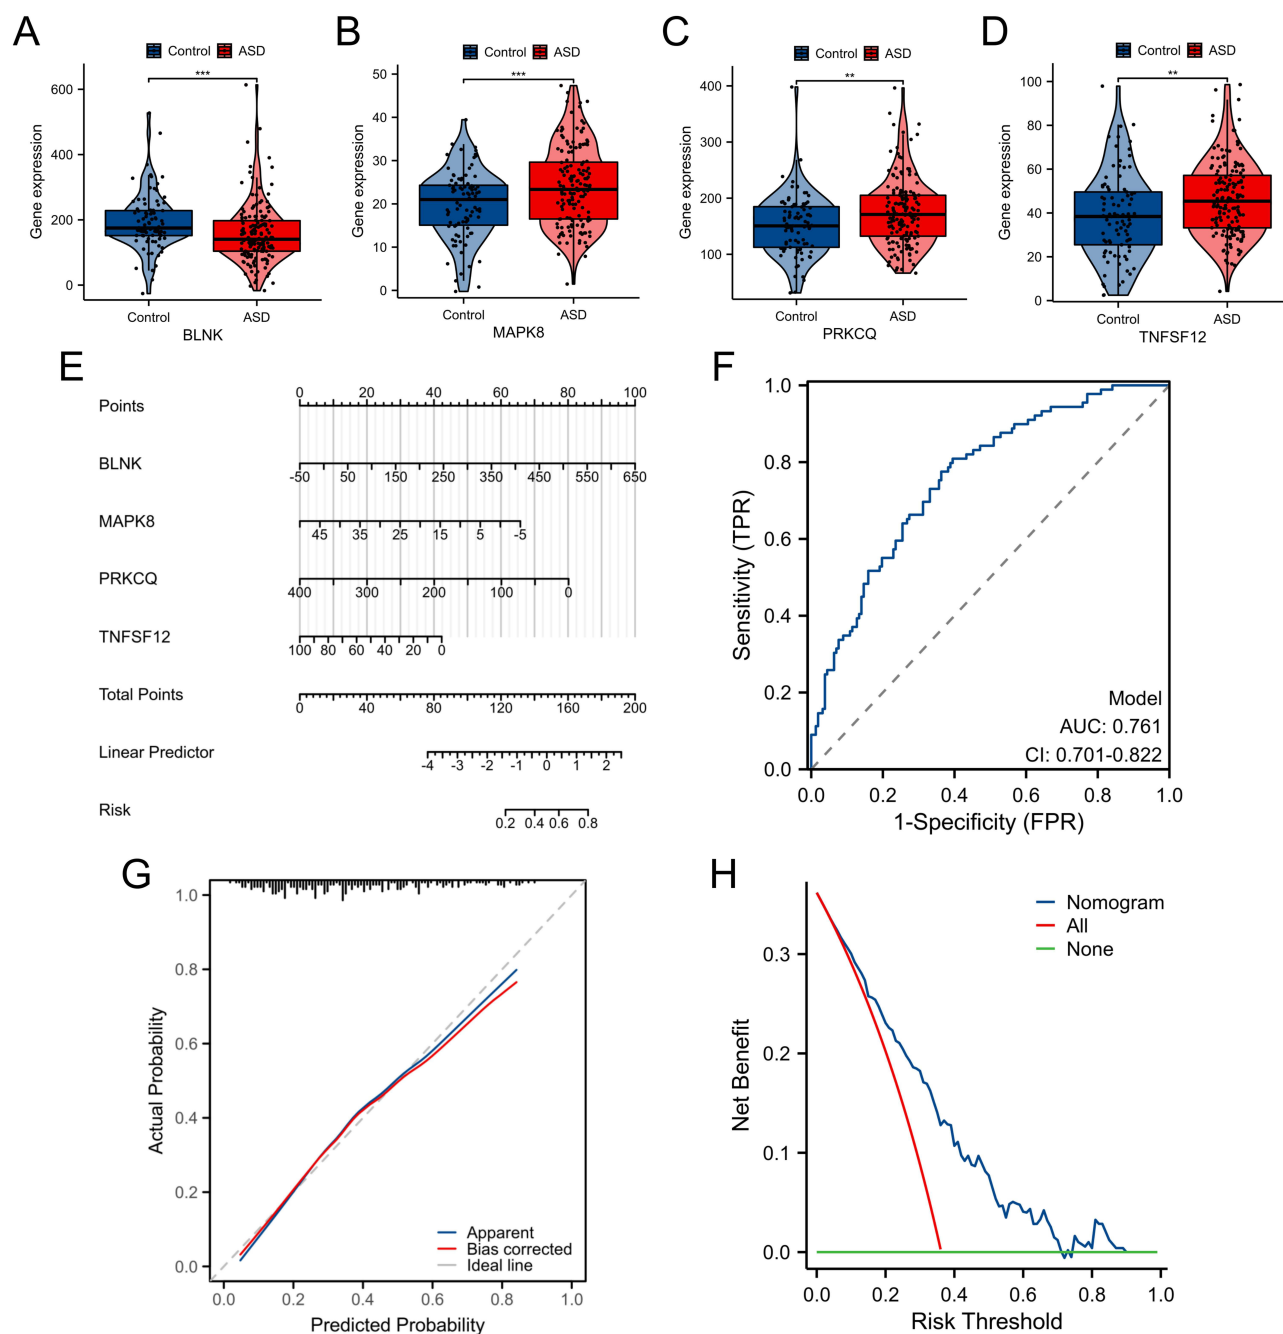 A
Control ASD
***
600
400
200
0
Gene expression
Control ASD
BLNK
B
Control ASD
***
50
40
30
20
10
0
Gene expression
Control ASD
MAPK8
C
Control ASD
**
400
300
200
100
Gene expression
Control ASD
PRKCQ
D
Control ASD
**
100
80
60
40
20
0
Gene expression
Control ASD
TNFSF12
E
Points
0 20 40 60 80 100
BLNK
-50 50 150 250 350 450 550 650
MAPK8
45 35 25 15 5 -5
PRKCQ
400 300 200 100 0
TNFSF12
100 80 60 40 20 0
Total Points
0 40 80 120 160 200
Linear Predictor
-4 -3 -2 -1 0 1 2
Risk
0.2 0.4 0.6 0.8
F
1.0
0.8
0.6
0.4
0.2
0.0
Sensitivity (TPR)
Model
AUC: 0.761
CI: 0.701-0.822
0.0 0.2 0.4 0.6 0.8 1.0
1-Specificity (FPR)
G
1.0
0.8
0.6
0.4
0.2
0.0
Actual Probability
Apparent
Bias corrected
Ideal line
0.0 0.2 0.4 0.6 0.8 1.0
Predicted Probability
H
Nomogram
All
None
0.3
0.2
0.1
0.0
Net Benefit
0.0 0.2 0.4 0.6 0.8 1.0
Risk Threshold